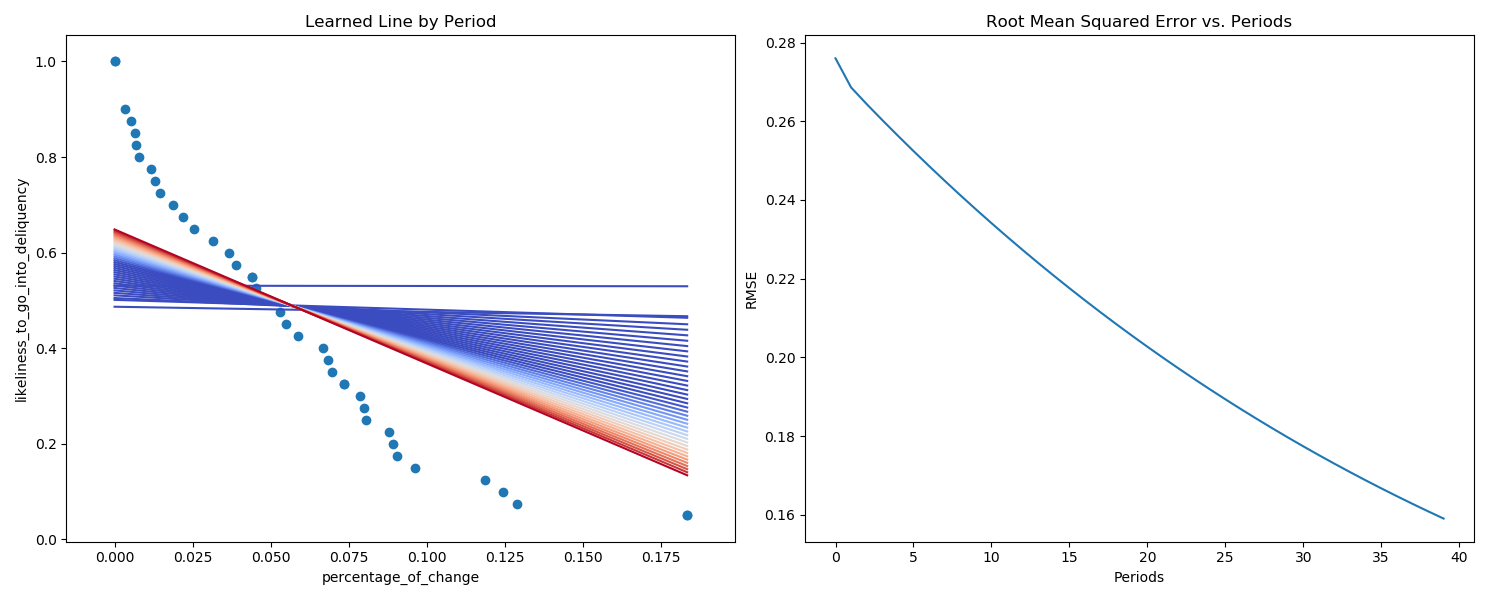 Learned Line by Period
likeliness_to_go_into_deliquency
1.0
0.8
0.6
0.4
0.2
0.0
0.000 0.025 0.050 0.075 0.100 0.125 0.150 0.175
percentage_of_change
Root Mean Squared Error vs. Periods
RMSE
0.28
0.26
0.24
0.22
0.20
0.18
0.16
0 5 10 15 20 25 30 35 40
Periods